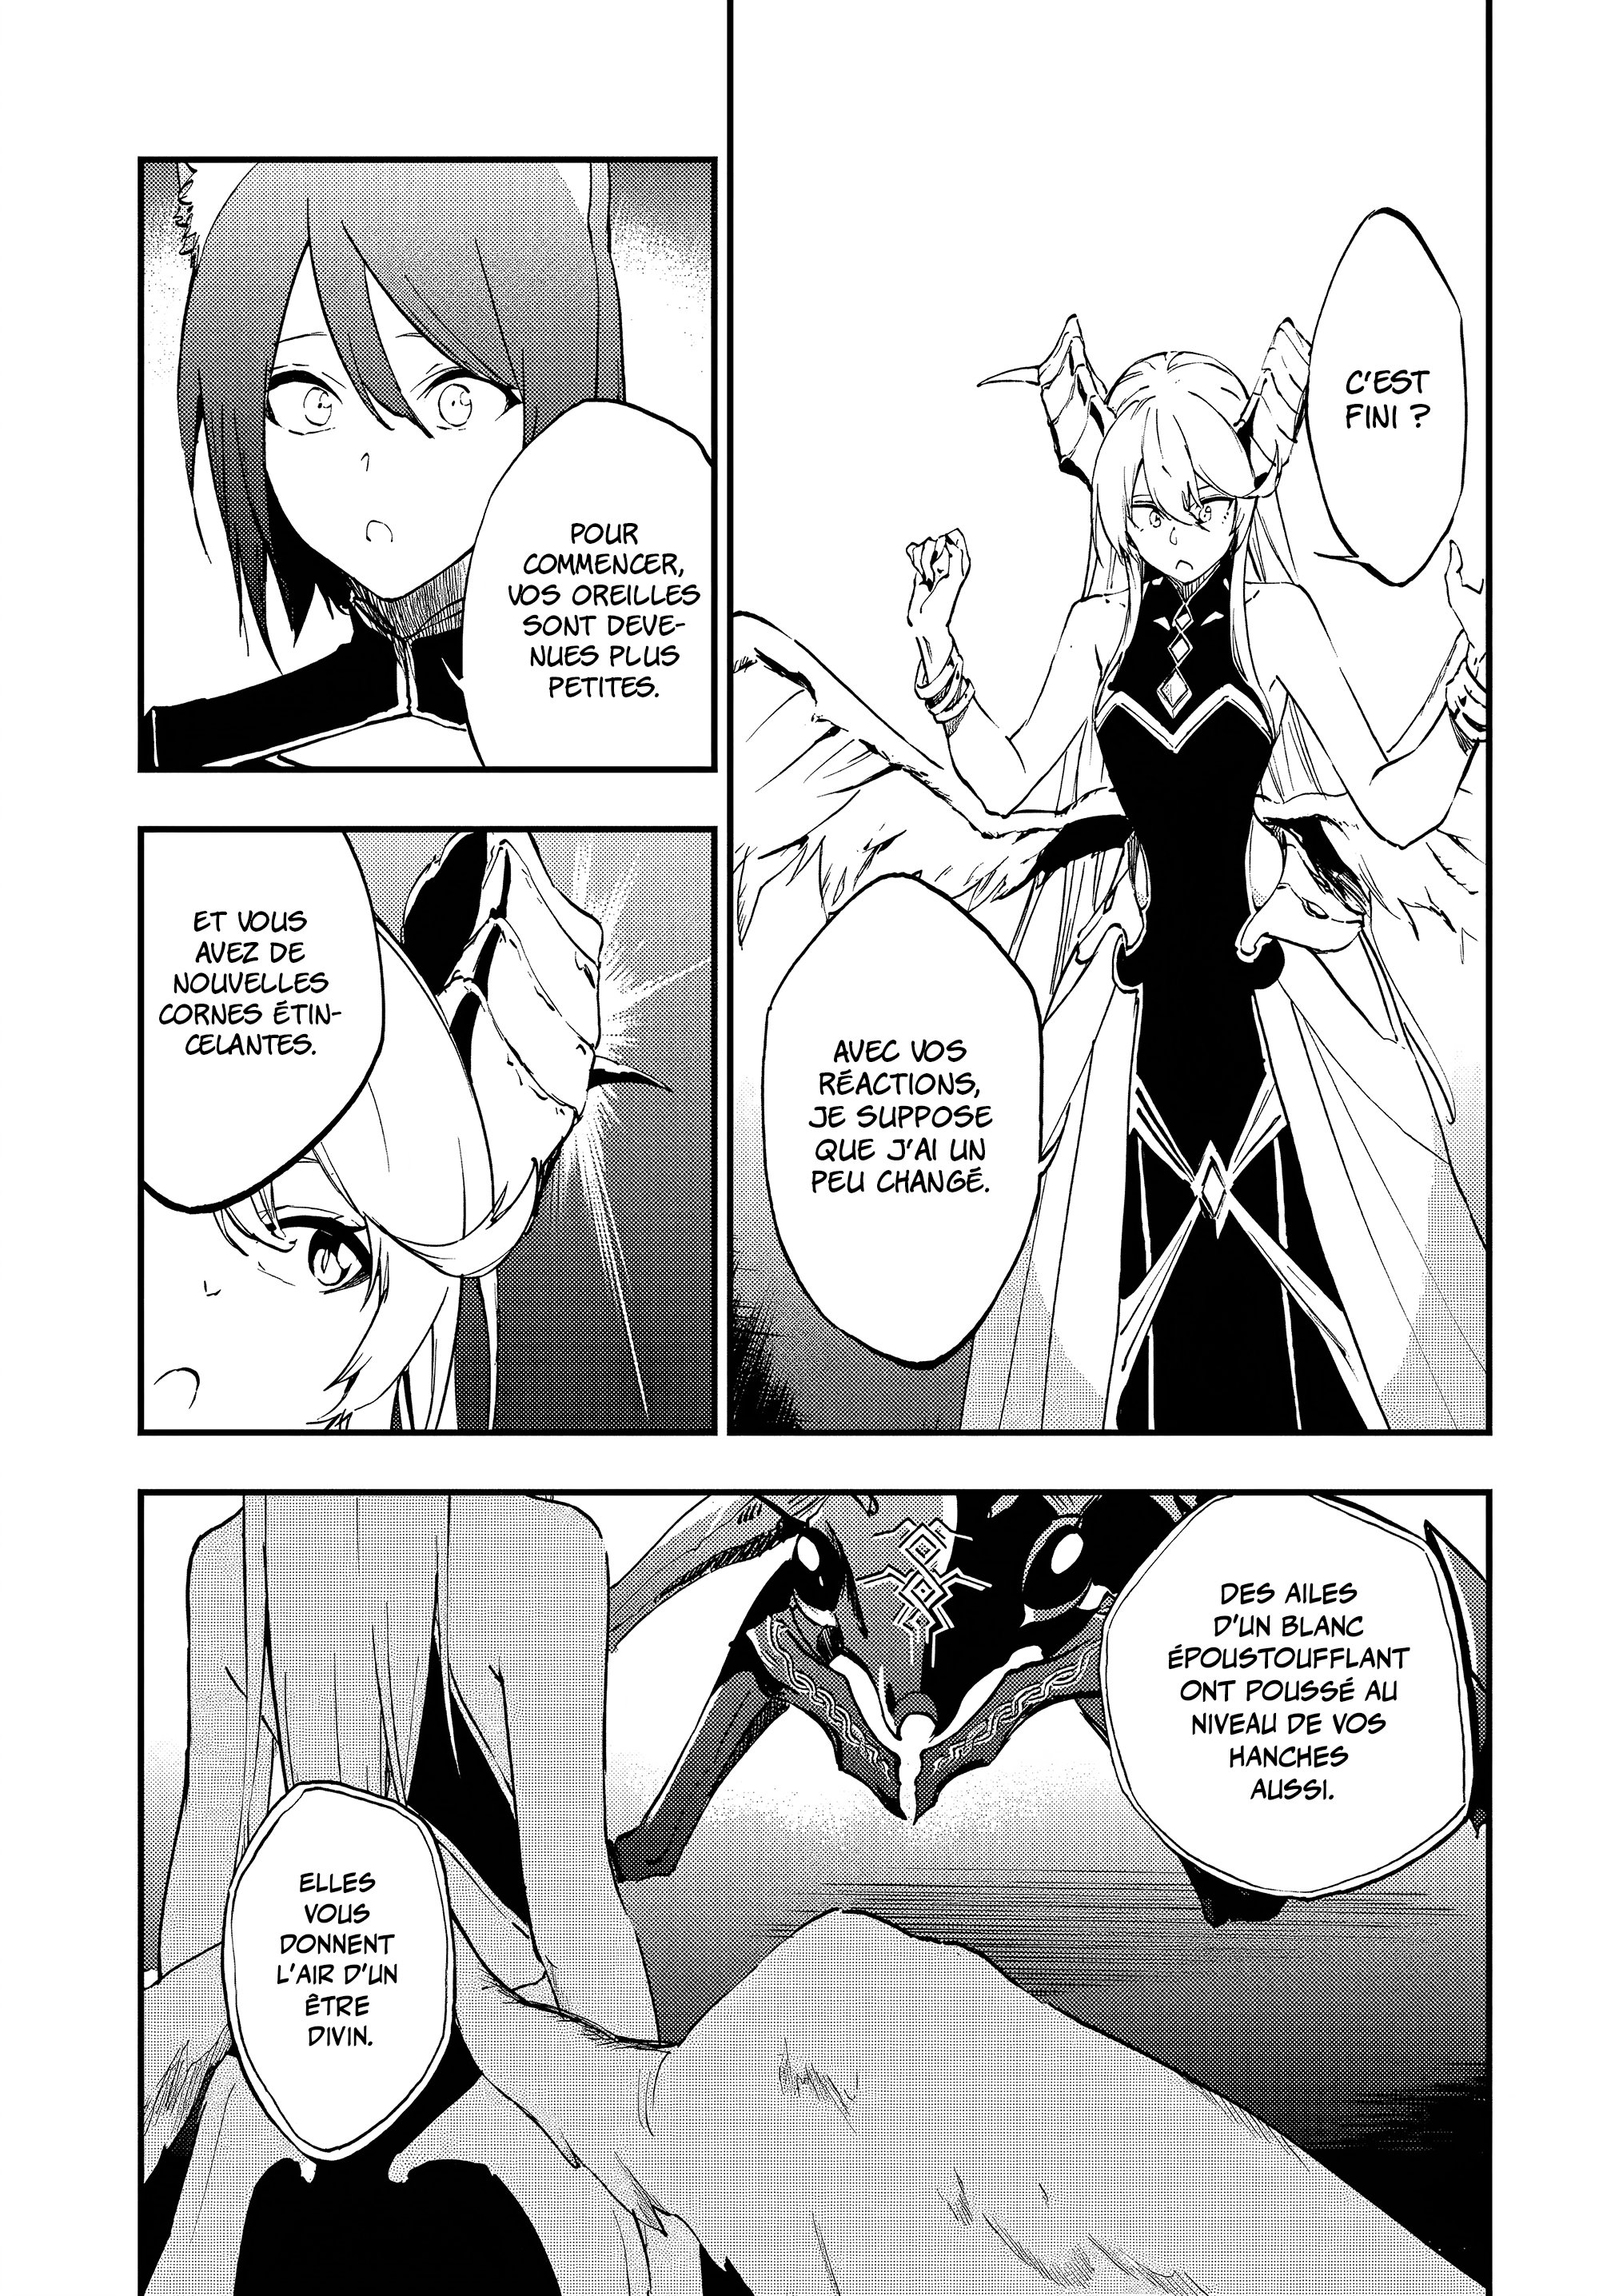 C'EST
FINI ?
AVEC VOS
RÉACTIONS,
JE SUPPOSE
QUE J'AI UN
PEU CHANGÉ.
POUR
COMMENCER,
VOS OREILLES
SONT DEVE-
NUES PLUS
PETITES.
ET VOUS
AVEZ DE
NOUVELLES
CORNES ÉTIN-
CELANTES.
DES AILES
D'UN BLANC
ÉPOUSTOUFFLANT
ONT POUSSÉ AU
NIVEAU DE VOS
HANCHES
AUSSI.
ELLES
VOUS
DONNENT
L'AIR D'UN
ÊTRE
DIVIN.